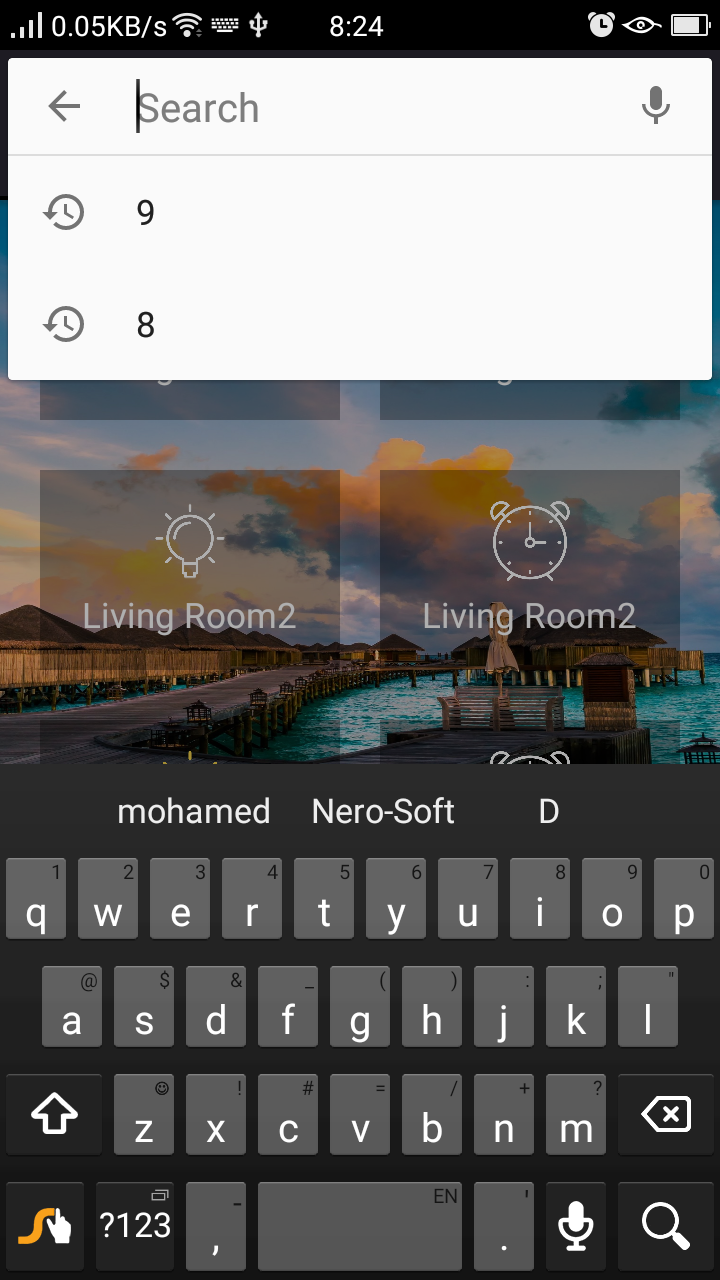 0.05KB/s 8:24
Search
9
8
Living Room2 Living Room2
mohamed Nero-Soft D
1 2 3 4 5 6 7 8 9 0
q w e r t y u i o p
@ $ & _ ( ) : ; "
a s d f g h j k l
! # = / + ?
z x c v b n m
EN
?123 , .